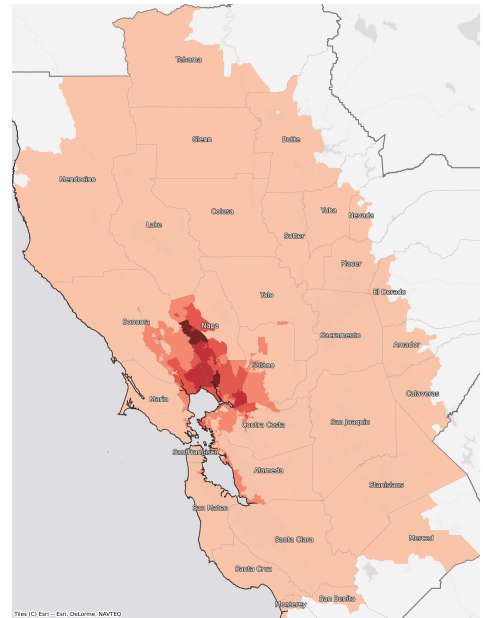 Tehama
Glenn
Butte
Mendocino
Yuba
Nevada
Colusa
Lake
Sutter
Placer
El Dorado
Yolo
Sonoma
Napa
Sacramento
Amador
Solano
Calaveras
Marin
San Joaquin
Contra Costa
San Francisco
Alameda
Stanislaus
San Mateo
Merced
Santa Clara
Santa Cruz
San Benito
Monterey
Tiles (C) Esri -- Esri, DeLorme, NAVTEQ